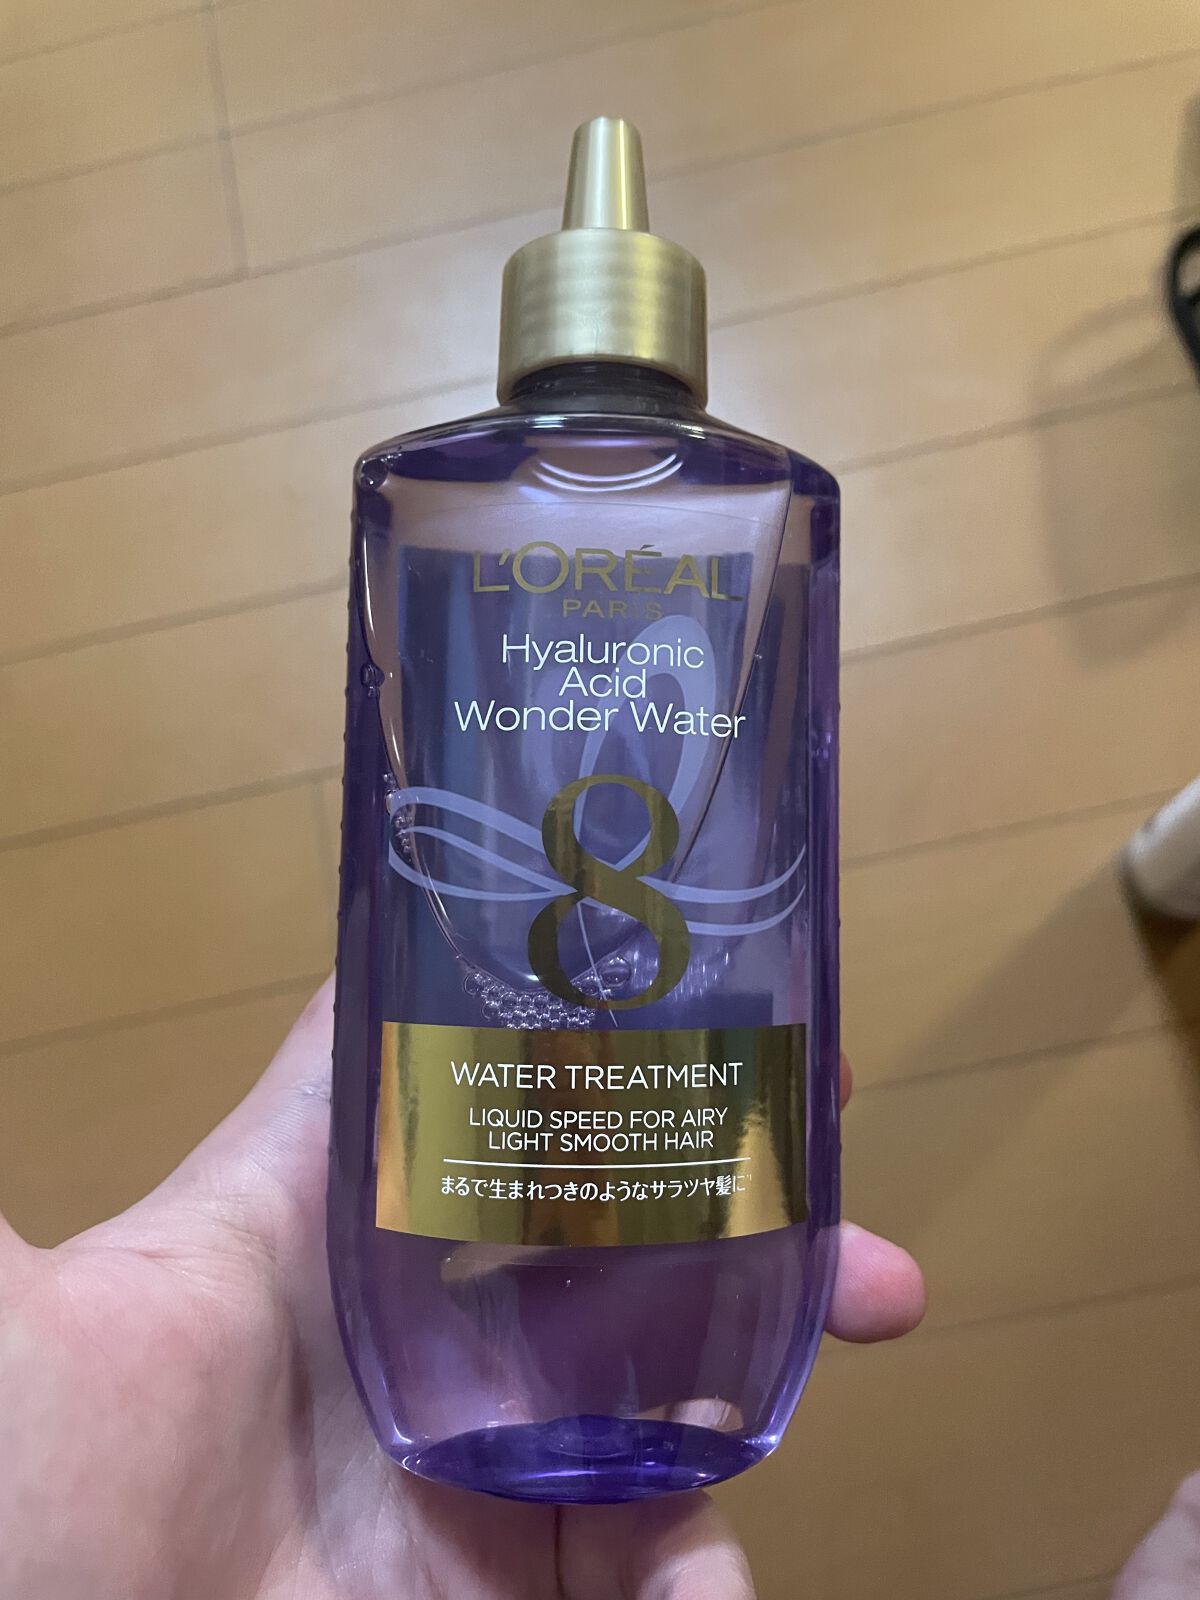 L'ORÉAL
PARIS
Hyaluronic
Acid
Wonder Water
8
WATER TREATMENT
LIQUID SPEED FOR AIRY
LIGHT SMOOTH HAIR
まるで生まれつきのようなサラツヤ髪に*1